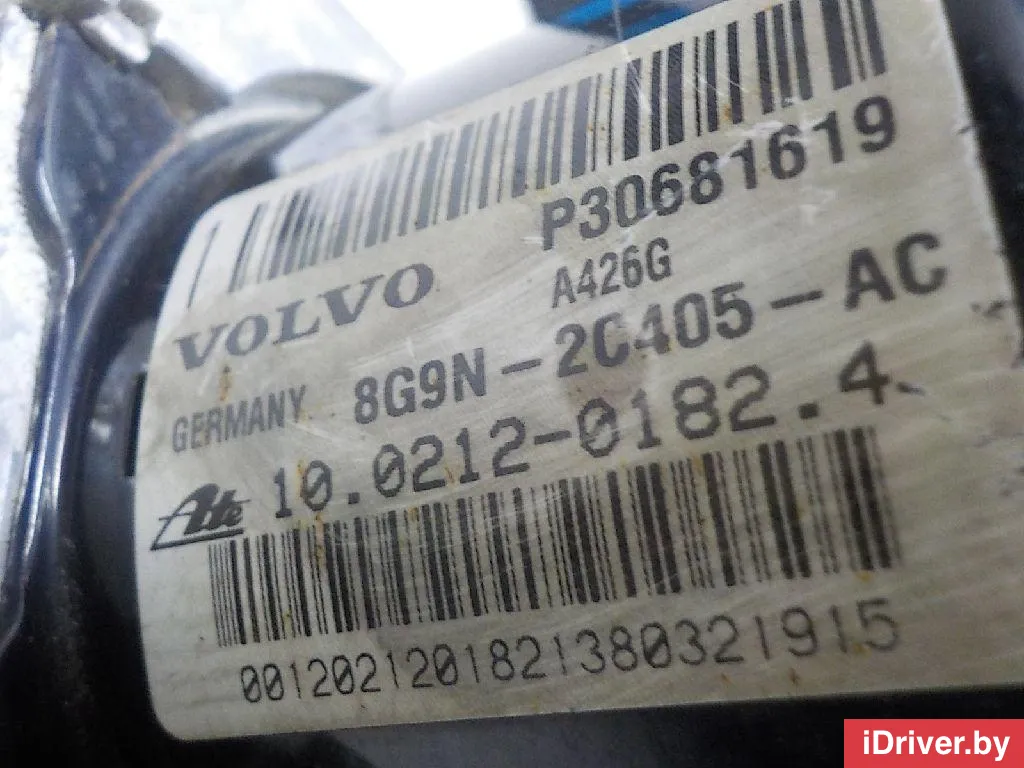 P30681619
VOLVO A426G
GERMANY 8G9N-2C405-AC
Ate 10.0212-0182.4
0012021201821380321915
iDriver.by